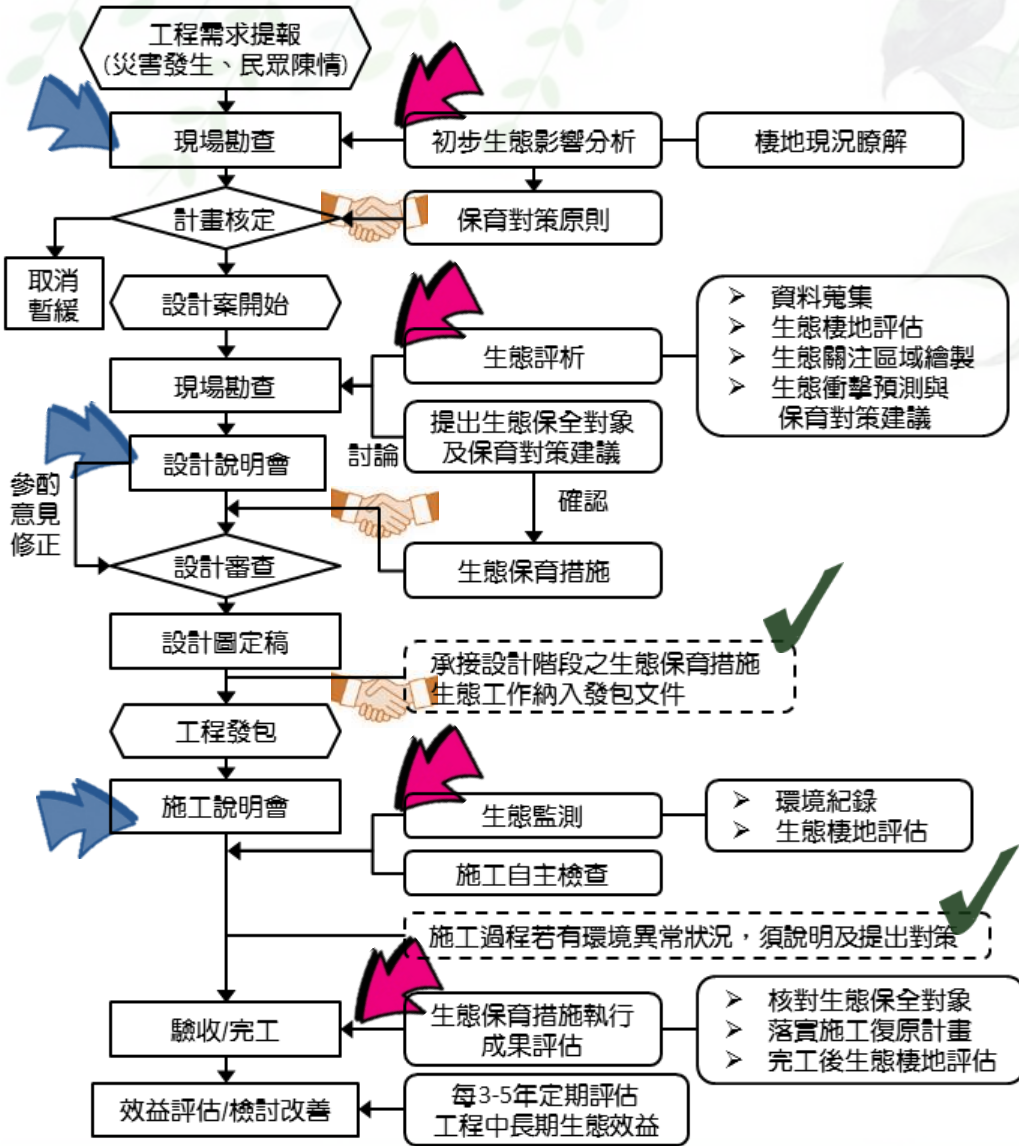 工程需求提報
(災害發生、民眾陳情)
現場勘查
初步生態影響分析
棲地現況瞭解
計畫核定
保育對策原則
取消
暫緩
設計案開始
生態評析
➢ 資料蒐集
➢ 生態棲地評估
➢ 生態關注區域繪製
➢ 生態衝擊預測與
保育對策建議
現場勘查
提出生態保全對象
及保育對策建議
討論
設計說明會
參酌
意見
修正
確認
設計審查
生態保育措施
設計圖定稿
承接設計階段之生態保育措施
生態工作納入發包文件
工程發包
施工說明會
生態監測
➢ 環境紀錄
➢ 生態棲地評估
施工自主檢查
施工過程若有環境異常狀況，須說明及提出對策
驗收/完工
生態保育措施執行
成果評估
➢ 核對生態保全對象
➢ 落實施工復原計畫
➢ 完工後生態棲地評估
效益評估/檢討改善
每3-5年定期評估
工程中長期生態效益